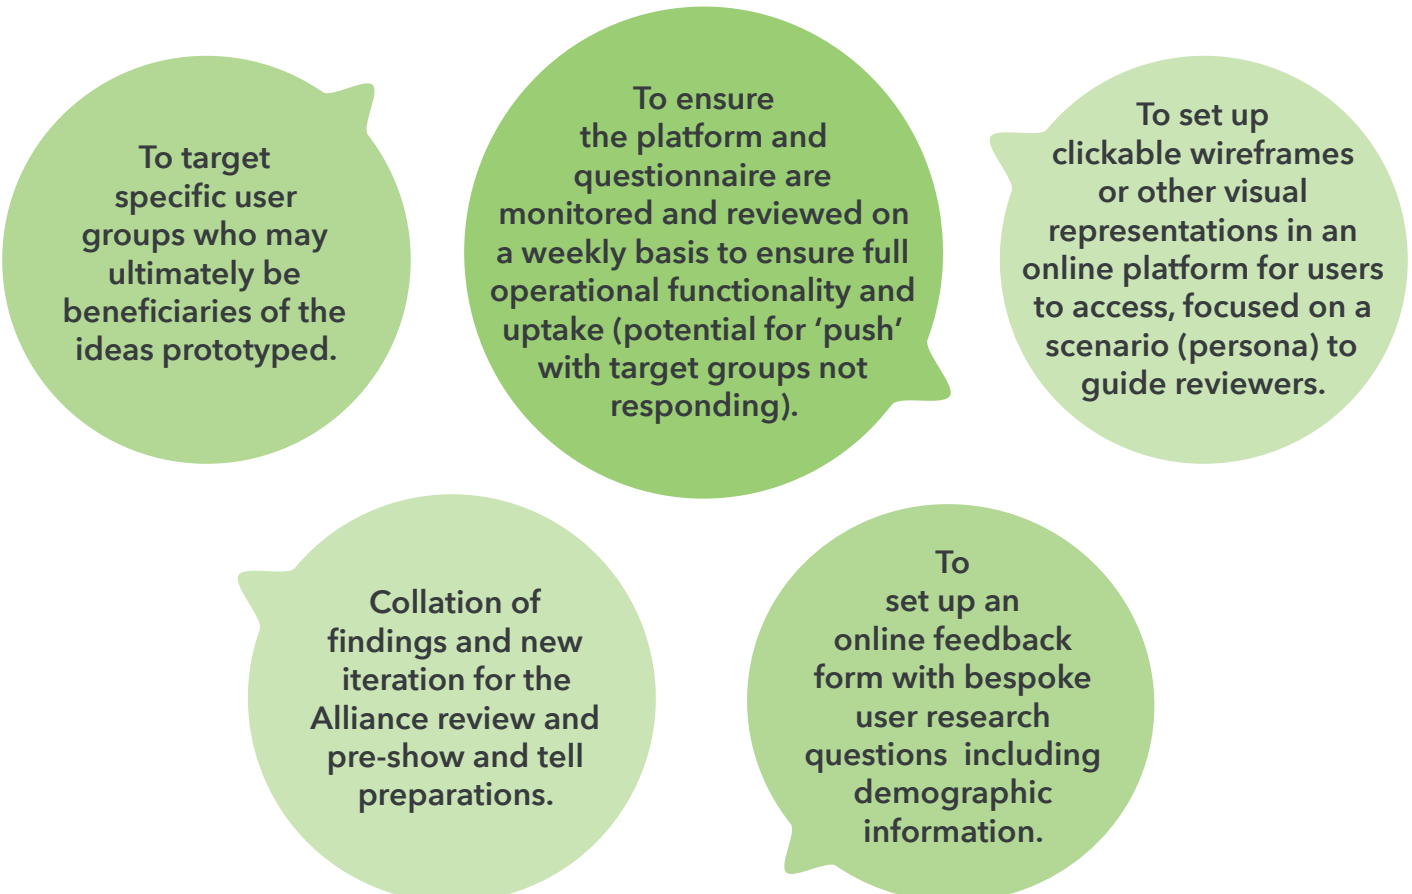 To target
specific user
groups who may
ultimately be
beneficiaries of the
ideas prototyped.
To ensure
the platform and
questionnaire are
monitored and reviewed on
a weekly basis to ensure full
operational functionality and
uptake (potential for ‘push’
with target groups not
responding).
To set up
clickable wireframes
or other visual
representations in an
online platform for users
to access, focused on a
scenario (persona) to
guide reviewers.
Collation of
findings and new
iteration for the
Alliance review and
pre-show and tell
preparations.
To
set up an
online feedback
form with bespoke
user research
questions  including
demographic
information.